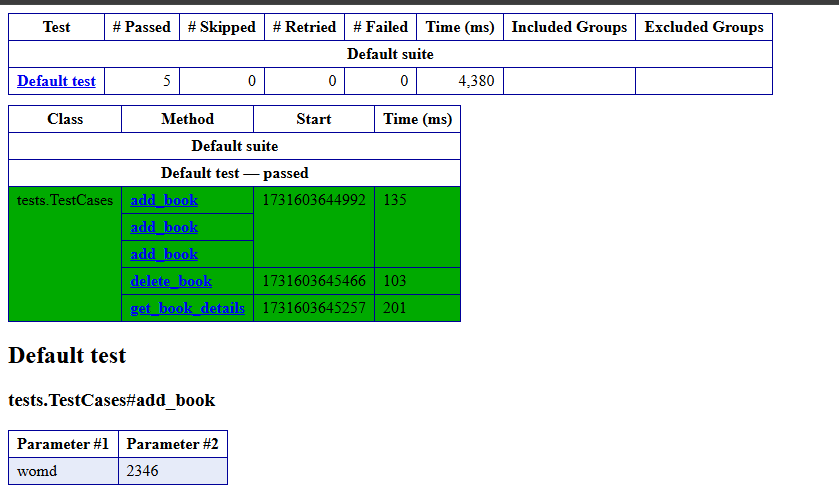 Test # Passed # Skipped # Retried # Failed Time (ms) Included Groups Excluded Groups
Default suite
Default test 5 0 0 0 4,380
Class Method Start Time (ms)
Default suite
Default test — passed
tests.TestCases add_book 1731603644992 135
add_book
add_book
delete_book 1731603645466 103
get_book_details 1731603645257 201
Default test
tests.TestCases#add_book
Parameter #1 Parameter #2
womd 2346